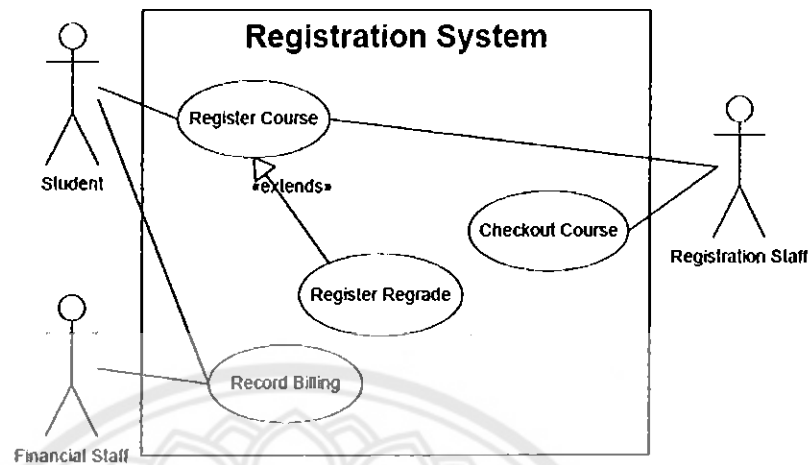 Registration System
Register Course
Student
«extends»
Checkout Course
Registration Staff
Register Regrade
Record Billing
Financial Staff